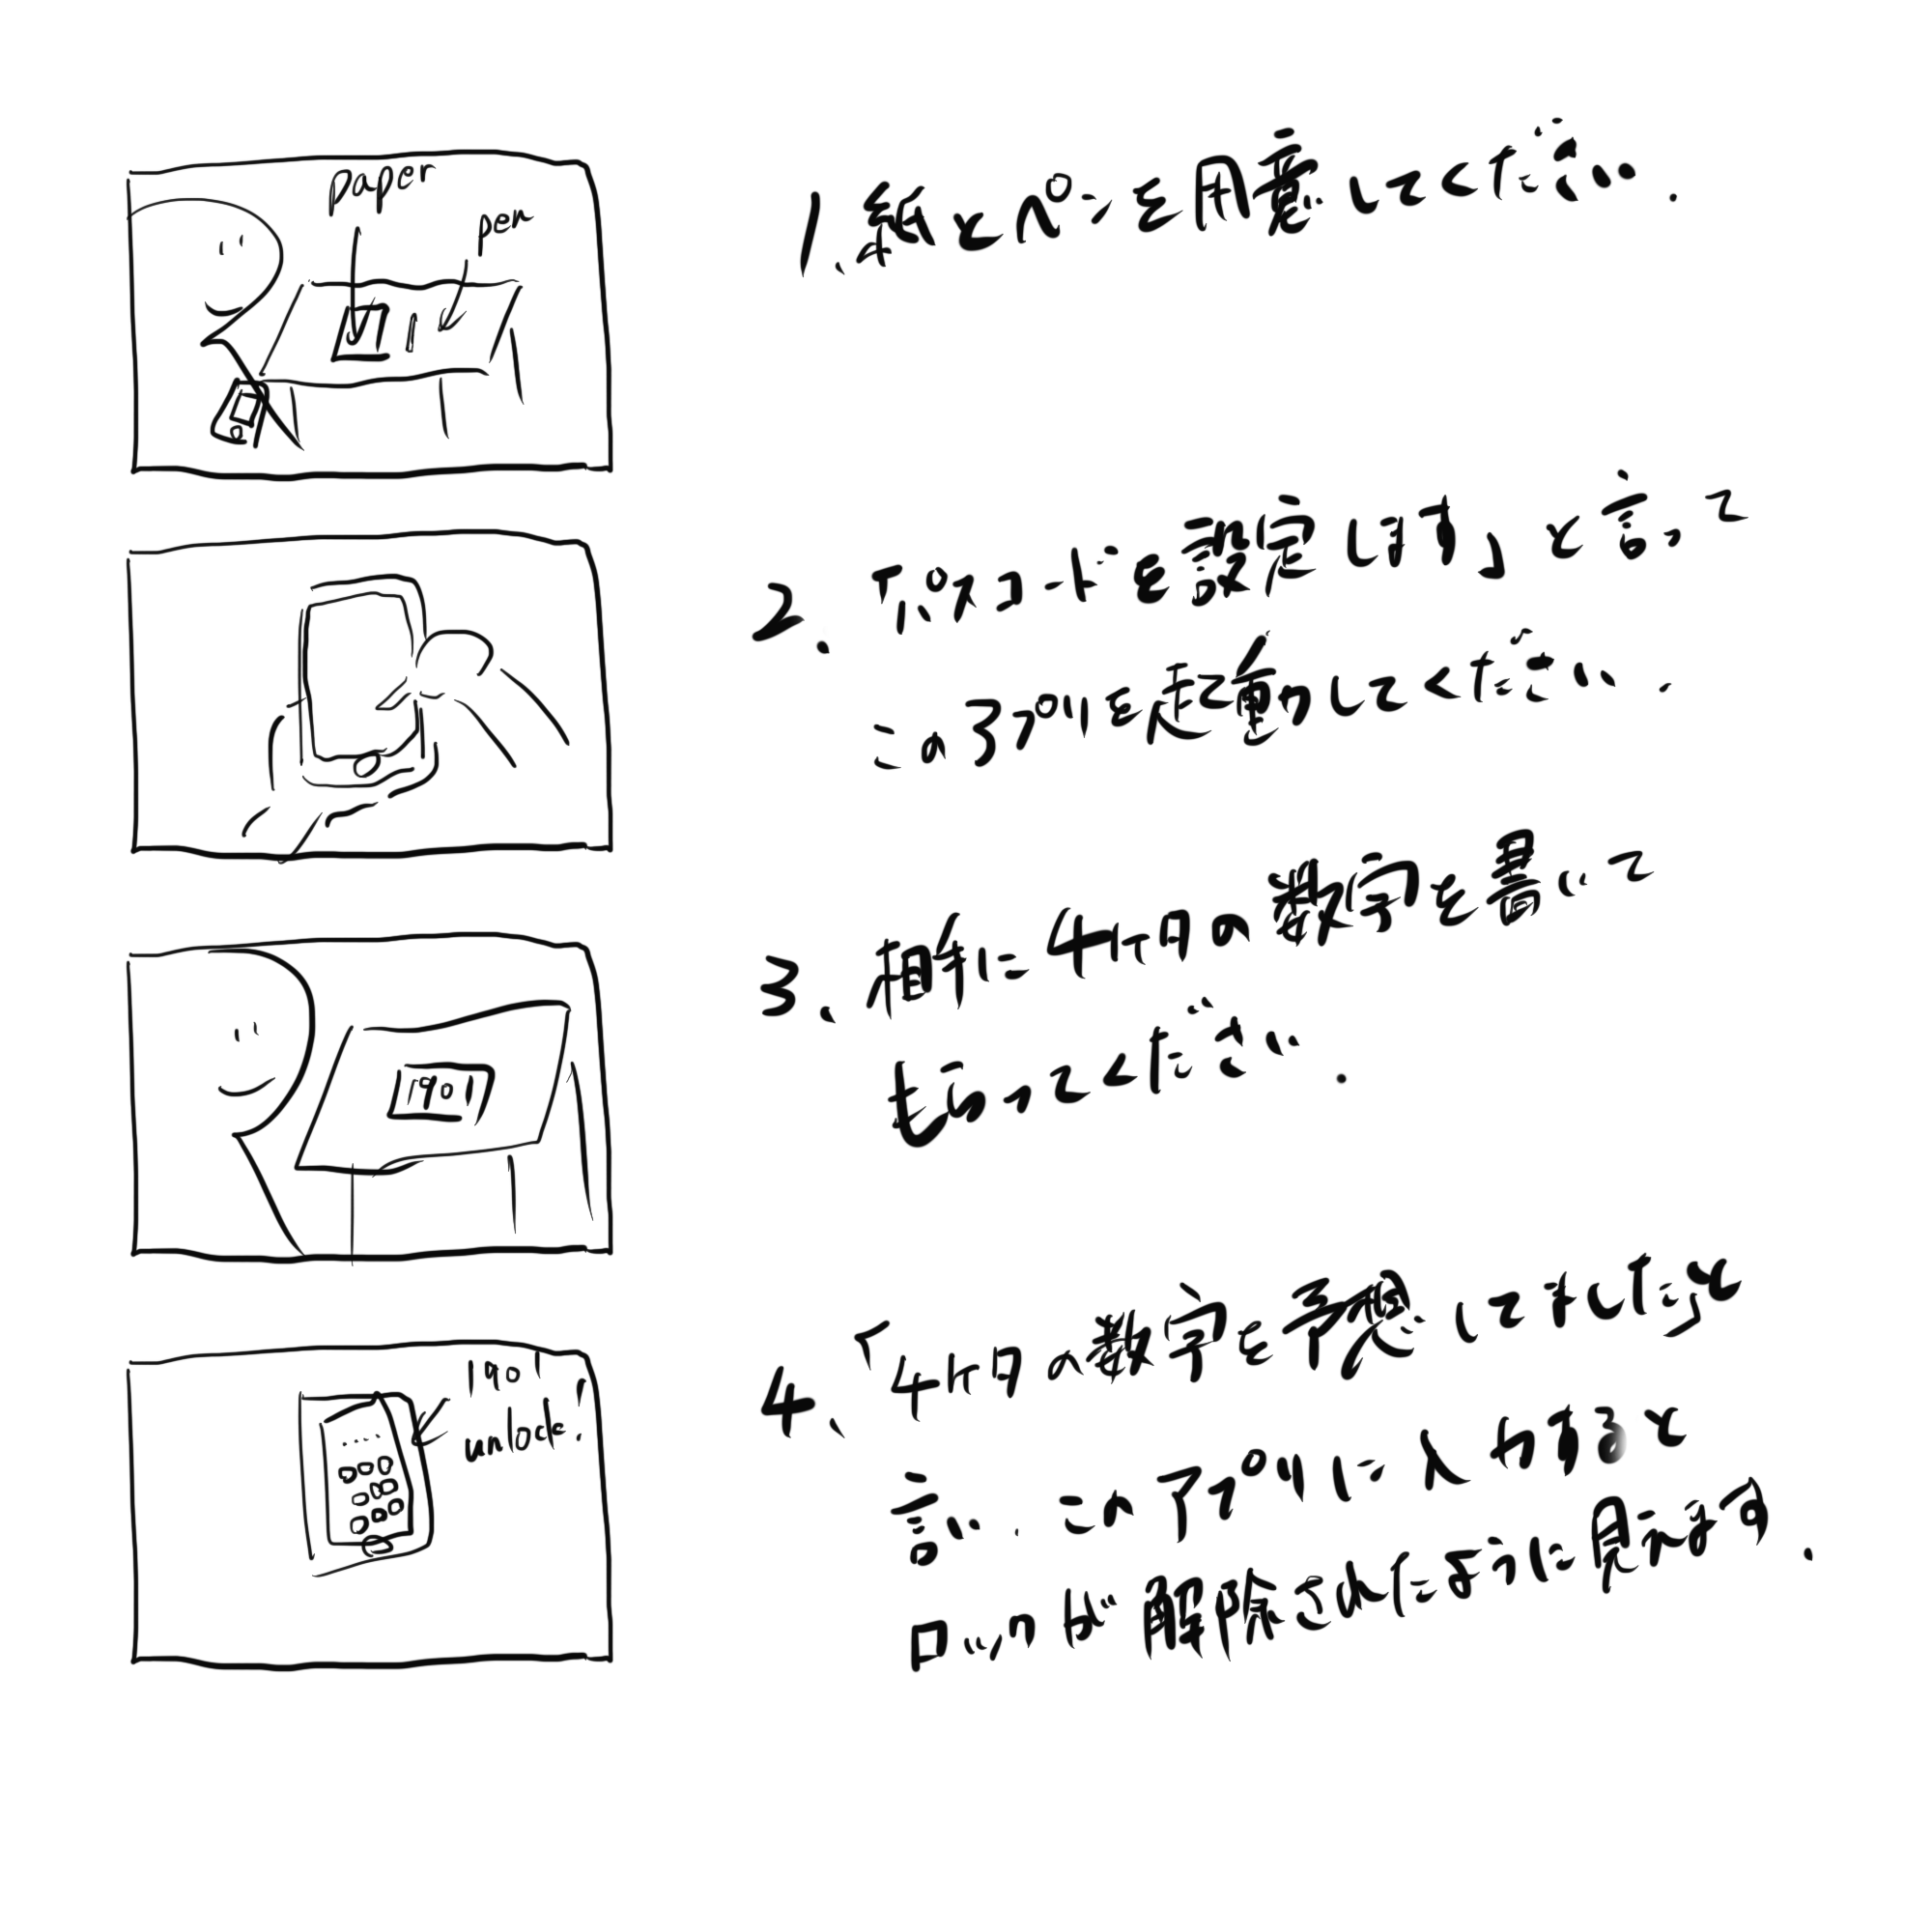 paper
pen
1. 紙とペンを用意してください.
2. 「パスコードを設定します」と言って
このアプリを起動してください.
1901
3. 相手に4ケタの数字を書いて
もらってください.
1901
unlock!
4. 「4ケタの数字を予想してました」と
言い. このアプリに入力すると
ロックが解除されたように見えます.